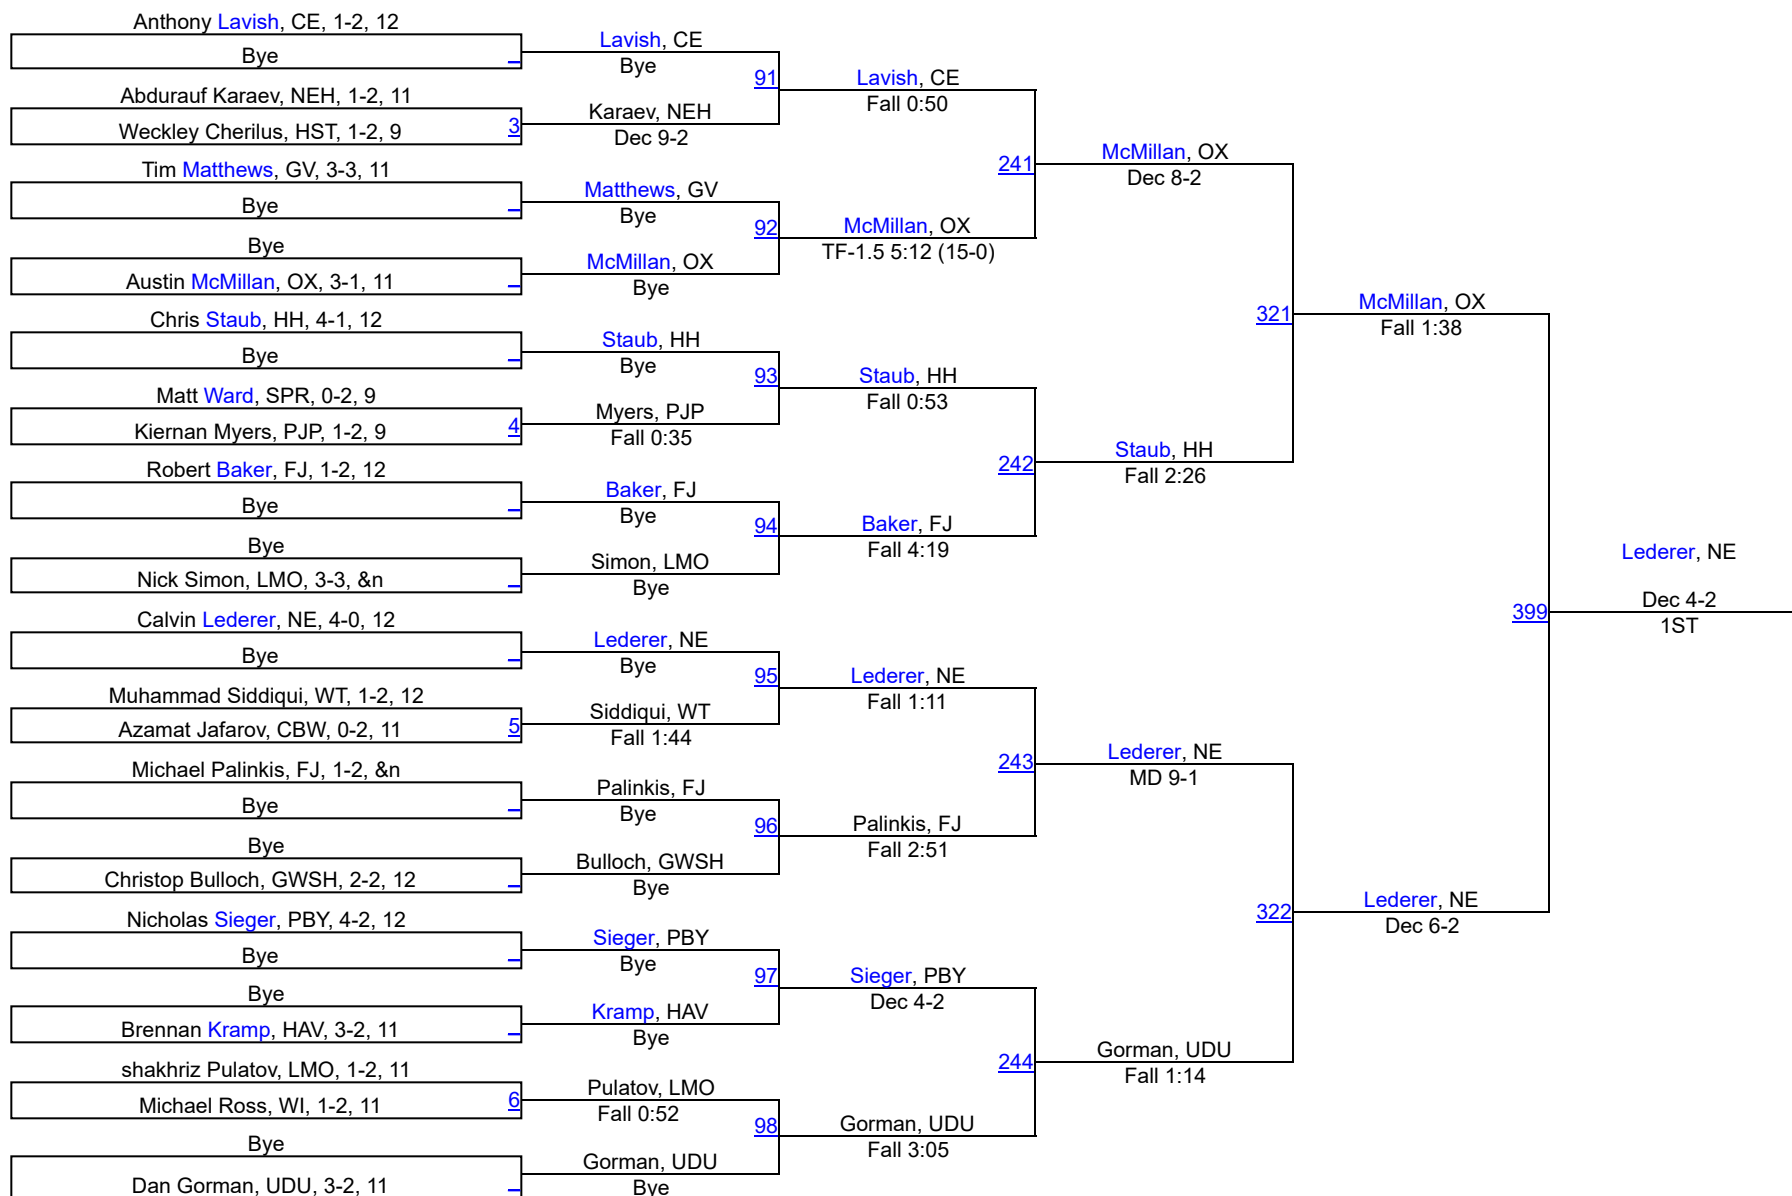 Anthony Lavish, CE, 1-2, 12
Bye
Abdurauf Karaev, NEH, 1-2, 11
Weckley Cherilus, HST, 1-2, 9
3
Tim Matthews, GV, 3-3, 11
Bye
Bye
Austin McMillan, OX, 3-1, 11
Chris Staub, HH, 4-1, 12
Bye
Matt Ward, SPR, 0-2, 9
Kiernan Myers, PJP, 1-2, 9
4
Robert Baker, FJ, 1-2, 12
Bye
Bye
Nick Simon, LMO, 3-3, &n
Calvin Lederer, NE, 4-0, 12
Bye
Muhammad Siddiqui, WT, 1-2, 12
Azamat Jafarov, CBW, 0-2, 11
5
Michael Palinkis, FJ, 1-2, &n
Bye
Bye
Christop Bulloch, GWSH, 2-2, 12
Nicholas Sieger, PBY, 4-2, 12
Bye
Bye
Brennan Kramp, HAV, 3-2, 11
shakhriz Pulatov, LMO, 1-2, 11
Michael Ross, WI, 1-2, 11
6
Bye
Dan Gorman, UDU, 3-2, 11
Lavish, CE
Bye
91
Karaev, NEH
Dec 9-2
Matthews, GV
Bye
92
McMillan, OX
Bye
Staub, HH
Bye
93
Myers, PJP
Fall 0:35
Baker, FJ
Bye
94
Simon, LMO
Bye
Lederer, NE
Bye
95
Siddiqui, WT
Fall 1:44
Palinkis, FJ
Bye
96
Bulloch, GWSH
Bye
Sieger, PBY
Bye
97
Kramp, HAV
Bye
Pulatov, LMO
Fall 0:52
98
Gorman, UDU
Bye
Lavish, CE
Fall 0:50
241
McMillan, OX
TF-1.5 5:12 (15-0)
Staub, HH
Fall 0:53
242
Baker, FJ
Fall 4:19
Lederer, NE
Fall 1:11
243
Palinkis, FJ
Fall 2:51
Sieger, PBY
Dec 4-2
244
Gorman, UDU
Fall 3:05
McMillan, OX
Dec 8-2
321
Staub, HH
Fall 2:26
Lederer, NE
MD 9-1
322
Gorman, UDU
Fall 1:14
McMillan, OX
Fall 1:38
399
Lederer, NE
Dec 6-2
Lederer, NE
Dec 4-2
1ST